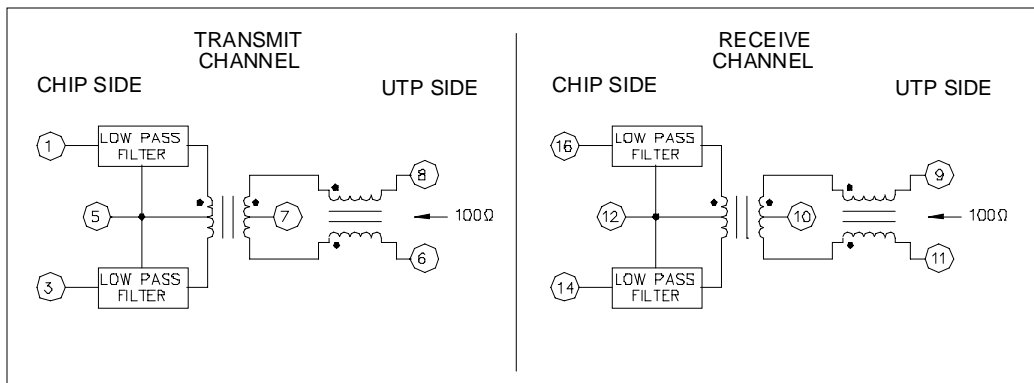 TRANSMIT
CHANNEL
CHIP SIDE
UTP SIDE
1
LOW PASS
FILTER
8
5
7
100Ω
6
3
LOW PASS
FILTER
RECEIVE
CHANNEL
CHIP SIDE
UTP SIDE
16
LOW PASS
FILTER
9
12
10
100Ω
11
14
LOW PASS
FILTER